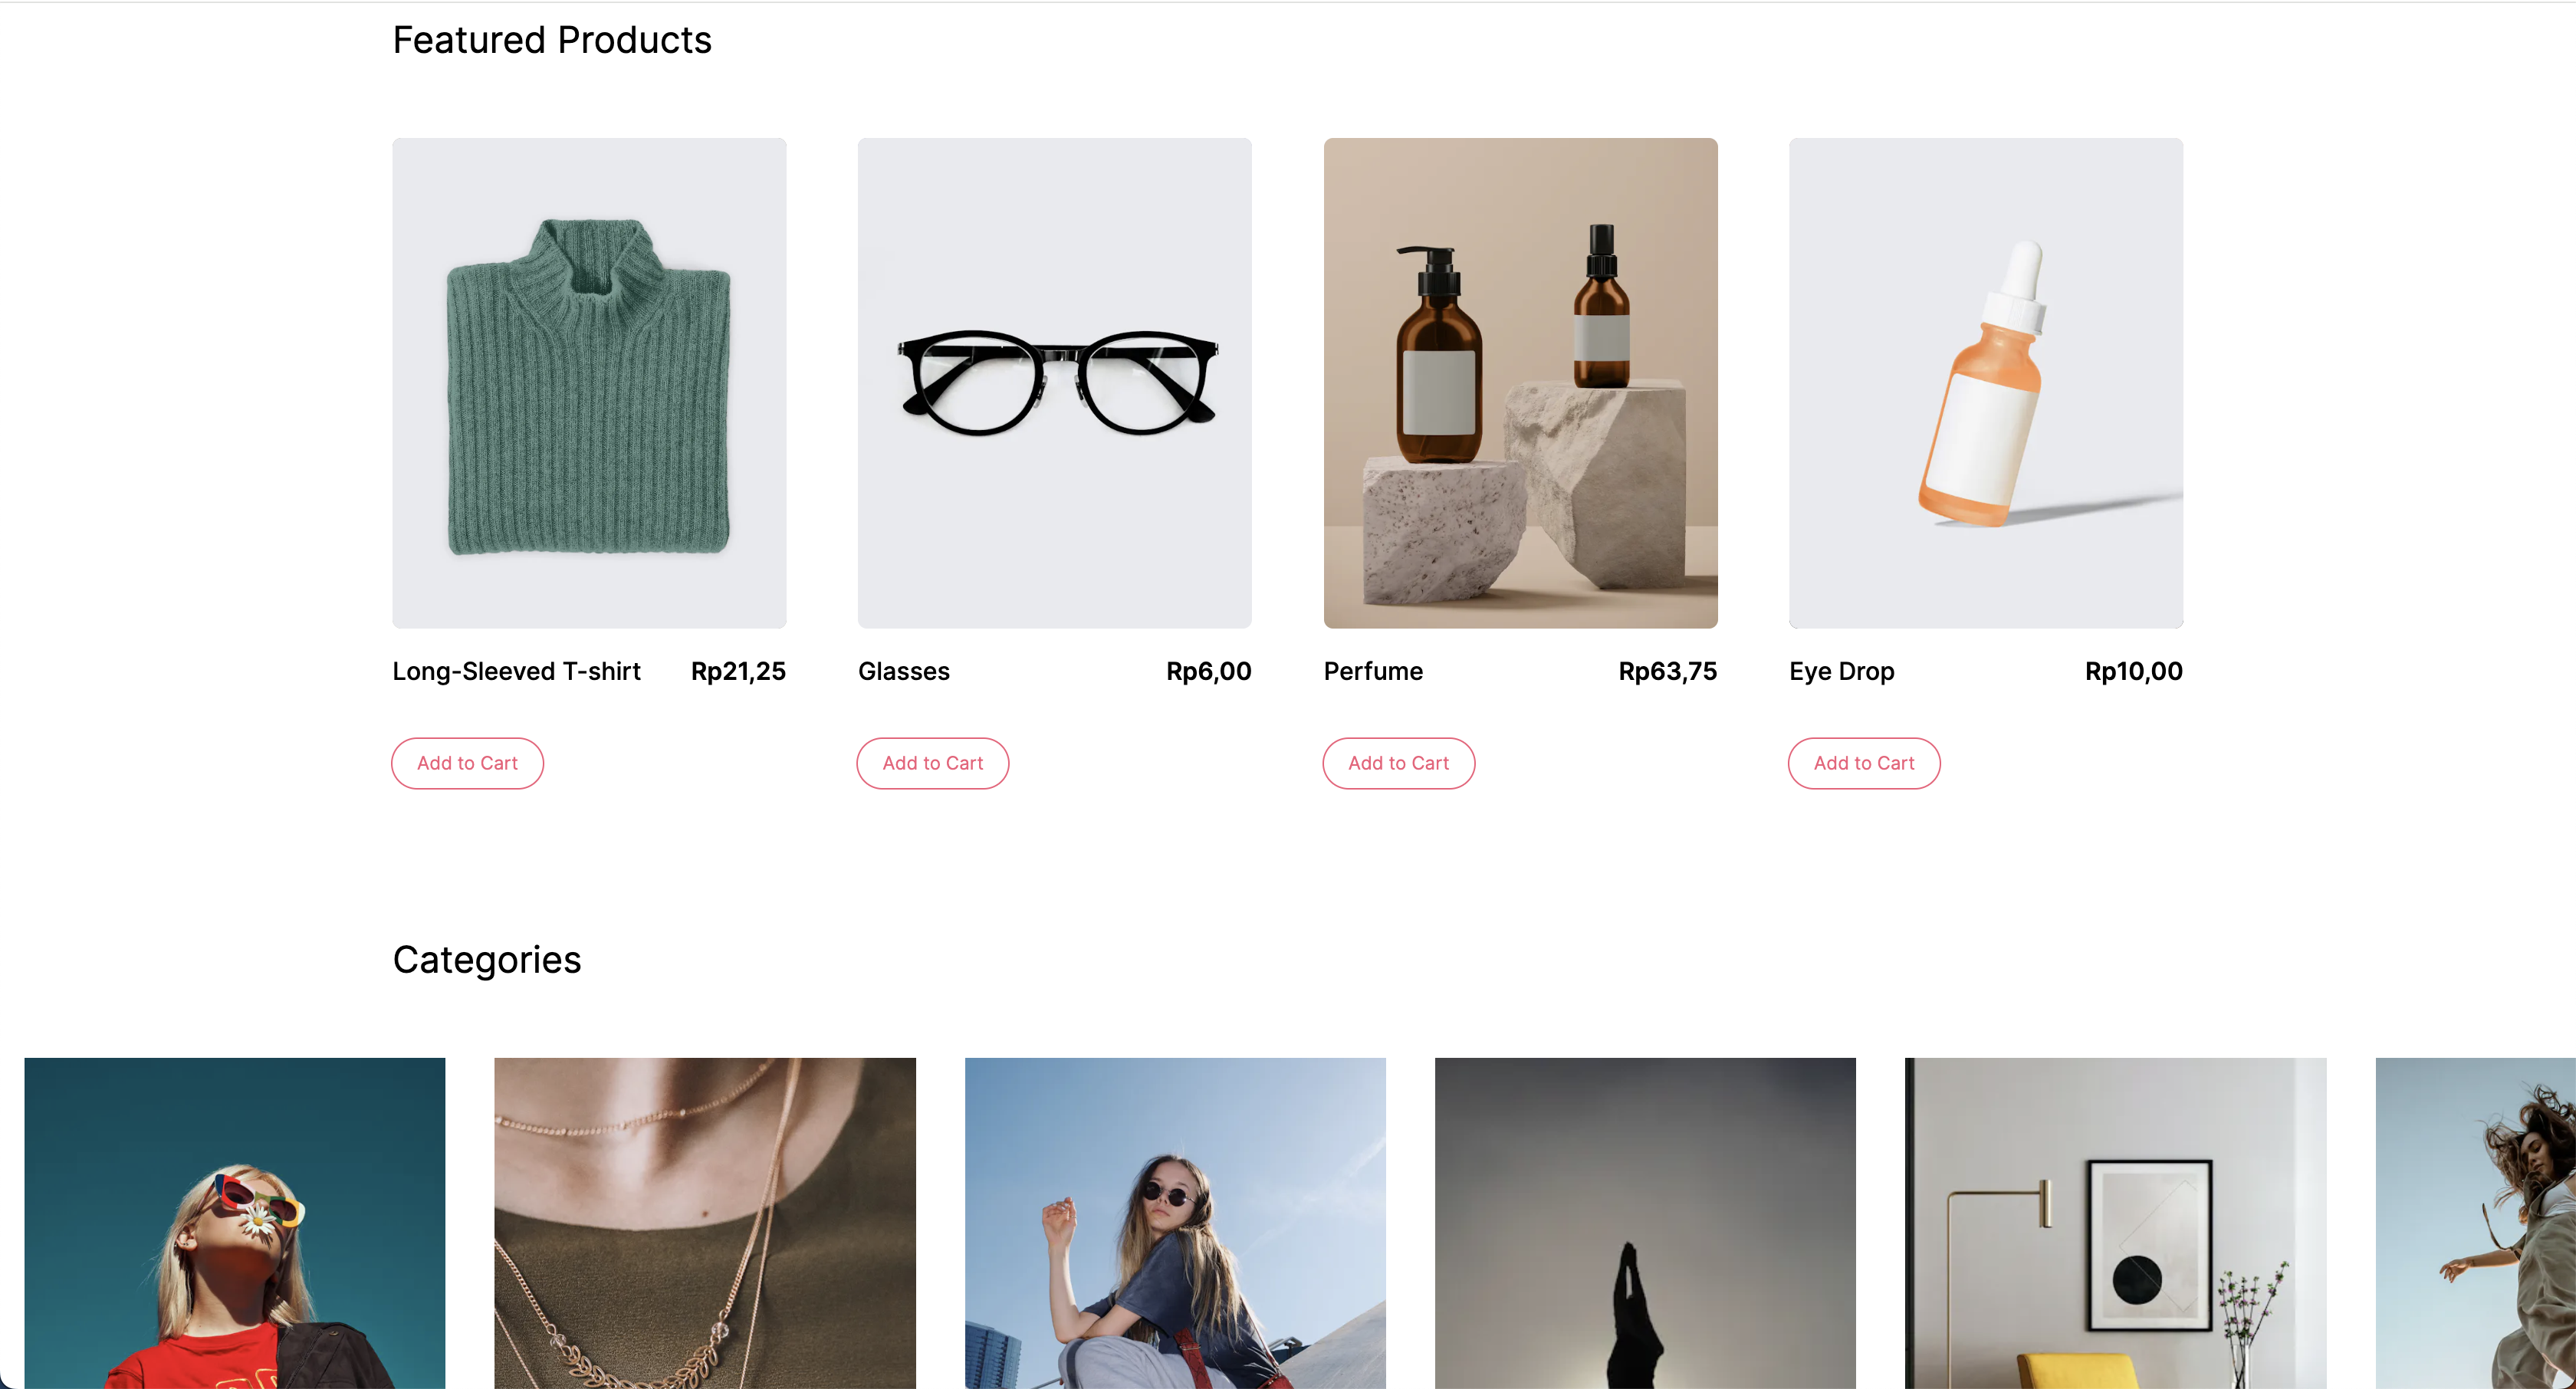 Featured Products
Long-Sleeved T-shirt Rp21,25
Glasses Rp6,00
Perfume Rp63,75
Eye Drop Rp10,00
Add to Cart
Add to Cart
Add to Cart
Add to Cart
Categories